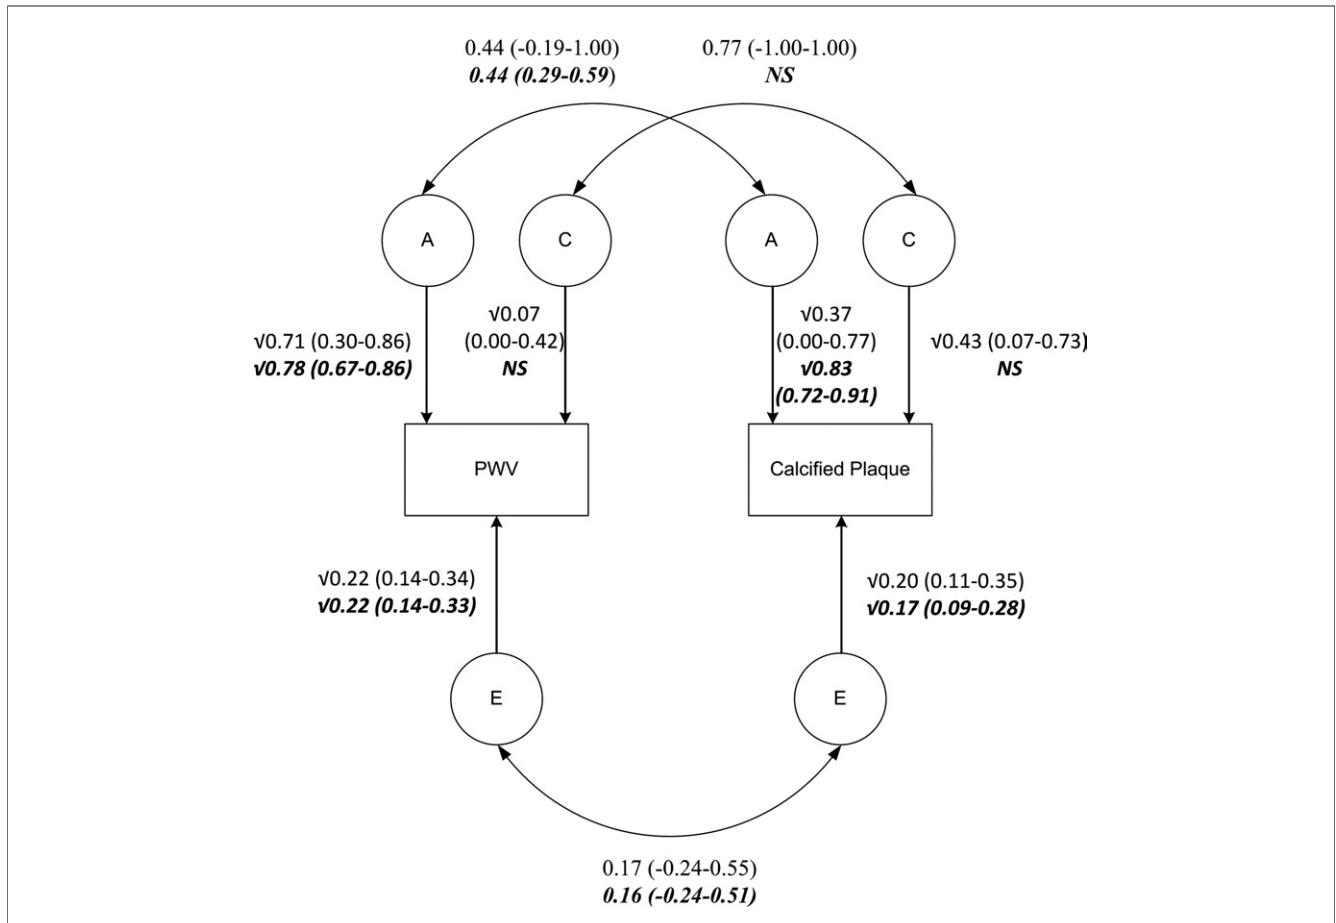 0.44 (-0.19-1.00)
0.44 (0.29-0.59)
0.77 (-1.00-1.00)
NS
A
C
A
C
√0.71 (0.30-0.86)
√0.78 (0.67-0.86)
√0.07
(0.00-0.42)
NS
√0.37
(0.00-0.77)
√0.83
(0.72-0.91)
√0.43 (0.07-0.73)
NS
PWV
Calcified Plaque
√0.22 (0.14-0.34)
√0.22 (0.14-0.33)
√0.20 (0.11-0.35)
√0.17 (0.09-0.28)
E
E
0.17 (-0.24-0.55)
0.16 (-0.24-0.51)